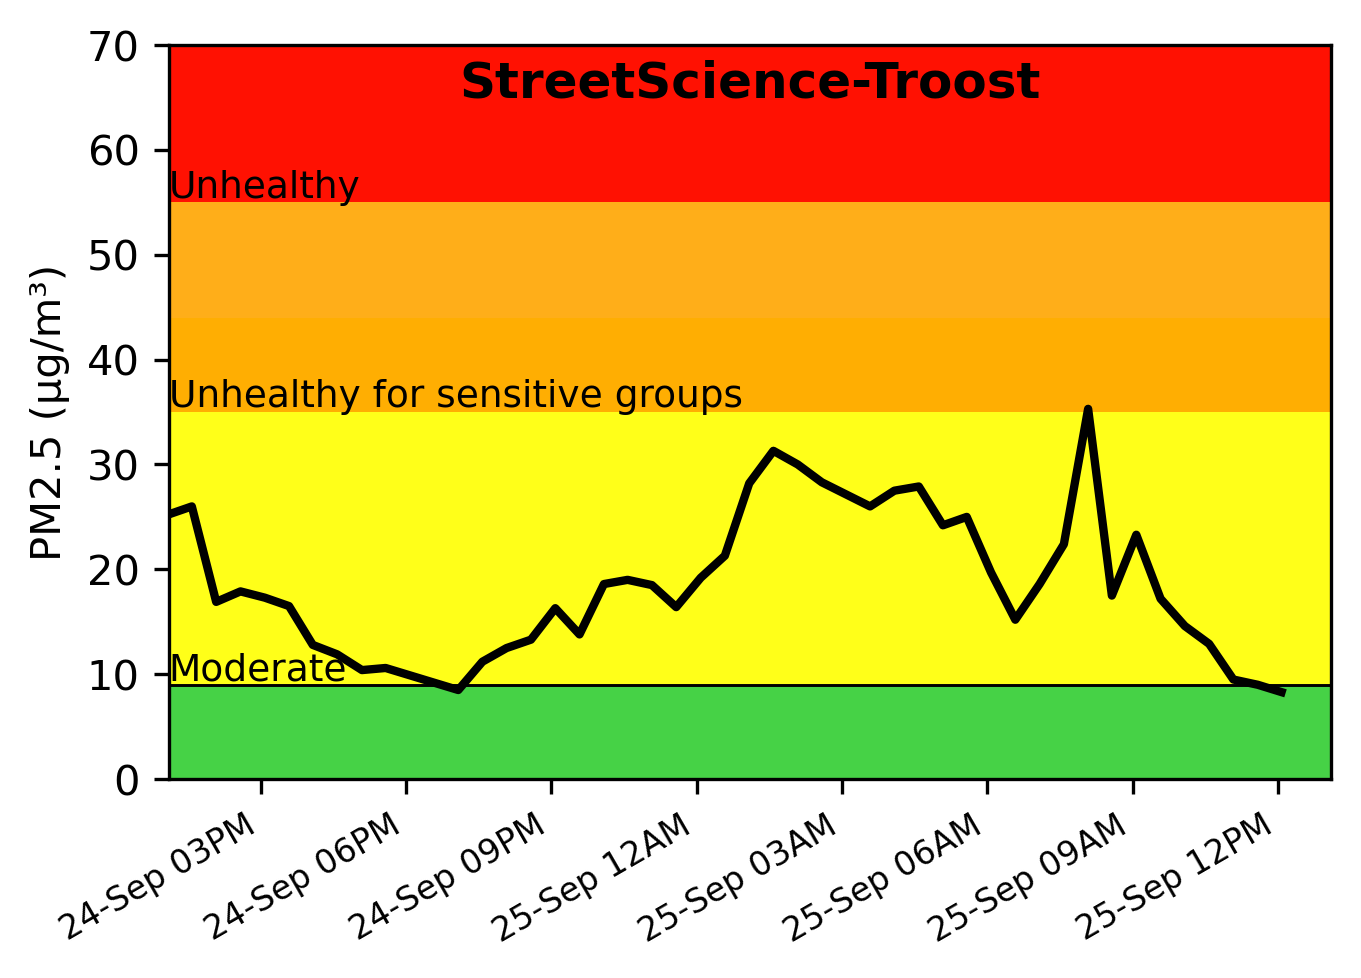 StreetScience-Troost
PM2.5 (µg/m³)
70
60
50
40
30
20
10
0
Unhealthy
Unhealthy for sensitive groups
Moderate
24-Sep 03PM
24-Sep 06PM
24-Sep 09PM
25-Sep 12AM
25-Sep 03AM
25-Sep 06AM
25-Sep 09AM
25-Sep 12PM